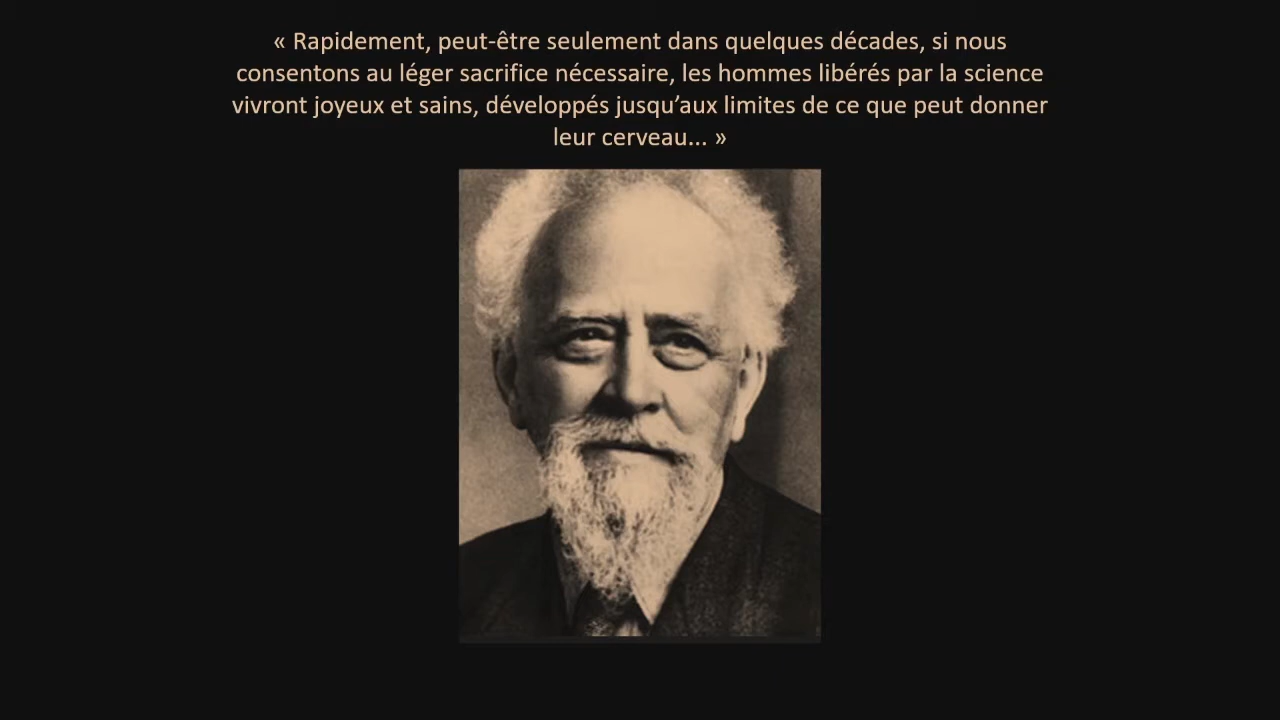 « Rapidement, peut-être seulement dans quelques décades, si nous
consentons au léger sacrifice nécessaire, les hommes libérés par la science
vivront joyeux et sains, développés jusqu’aux limites de ce que peut donner
leur cerveau... »